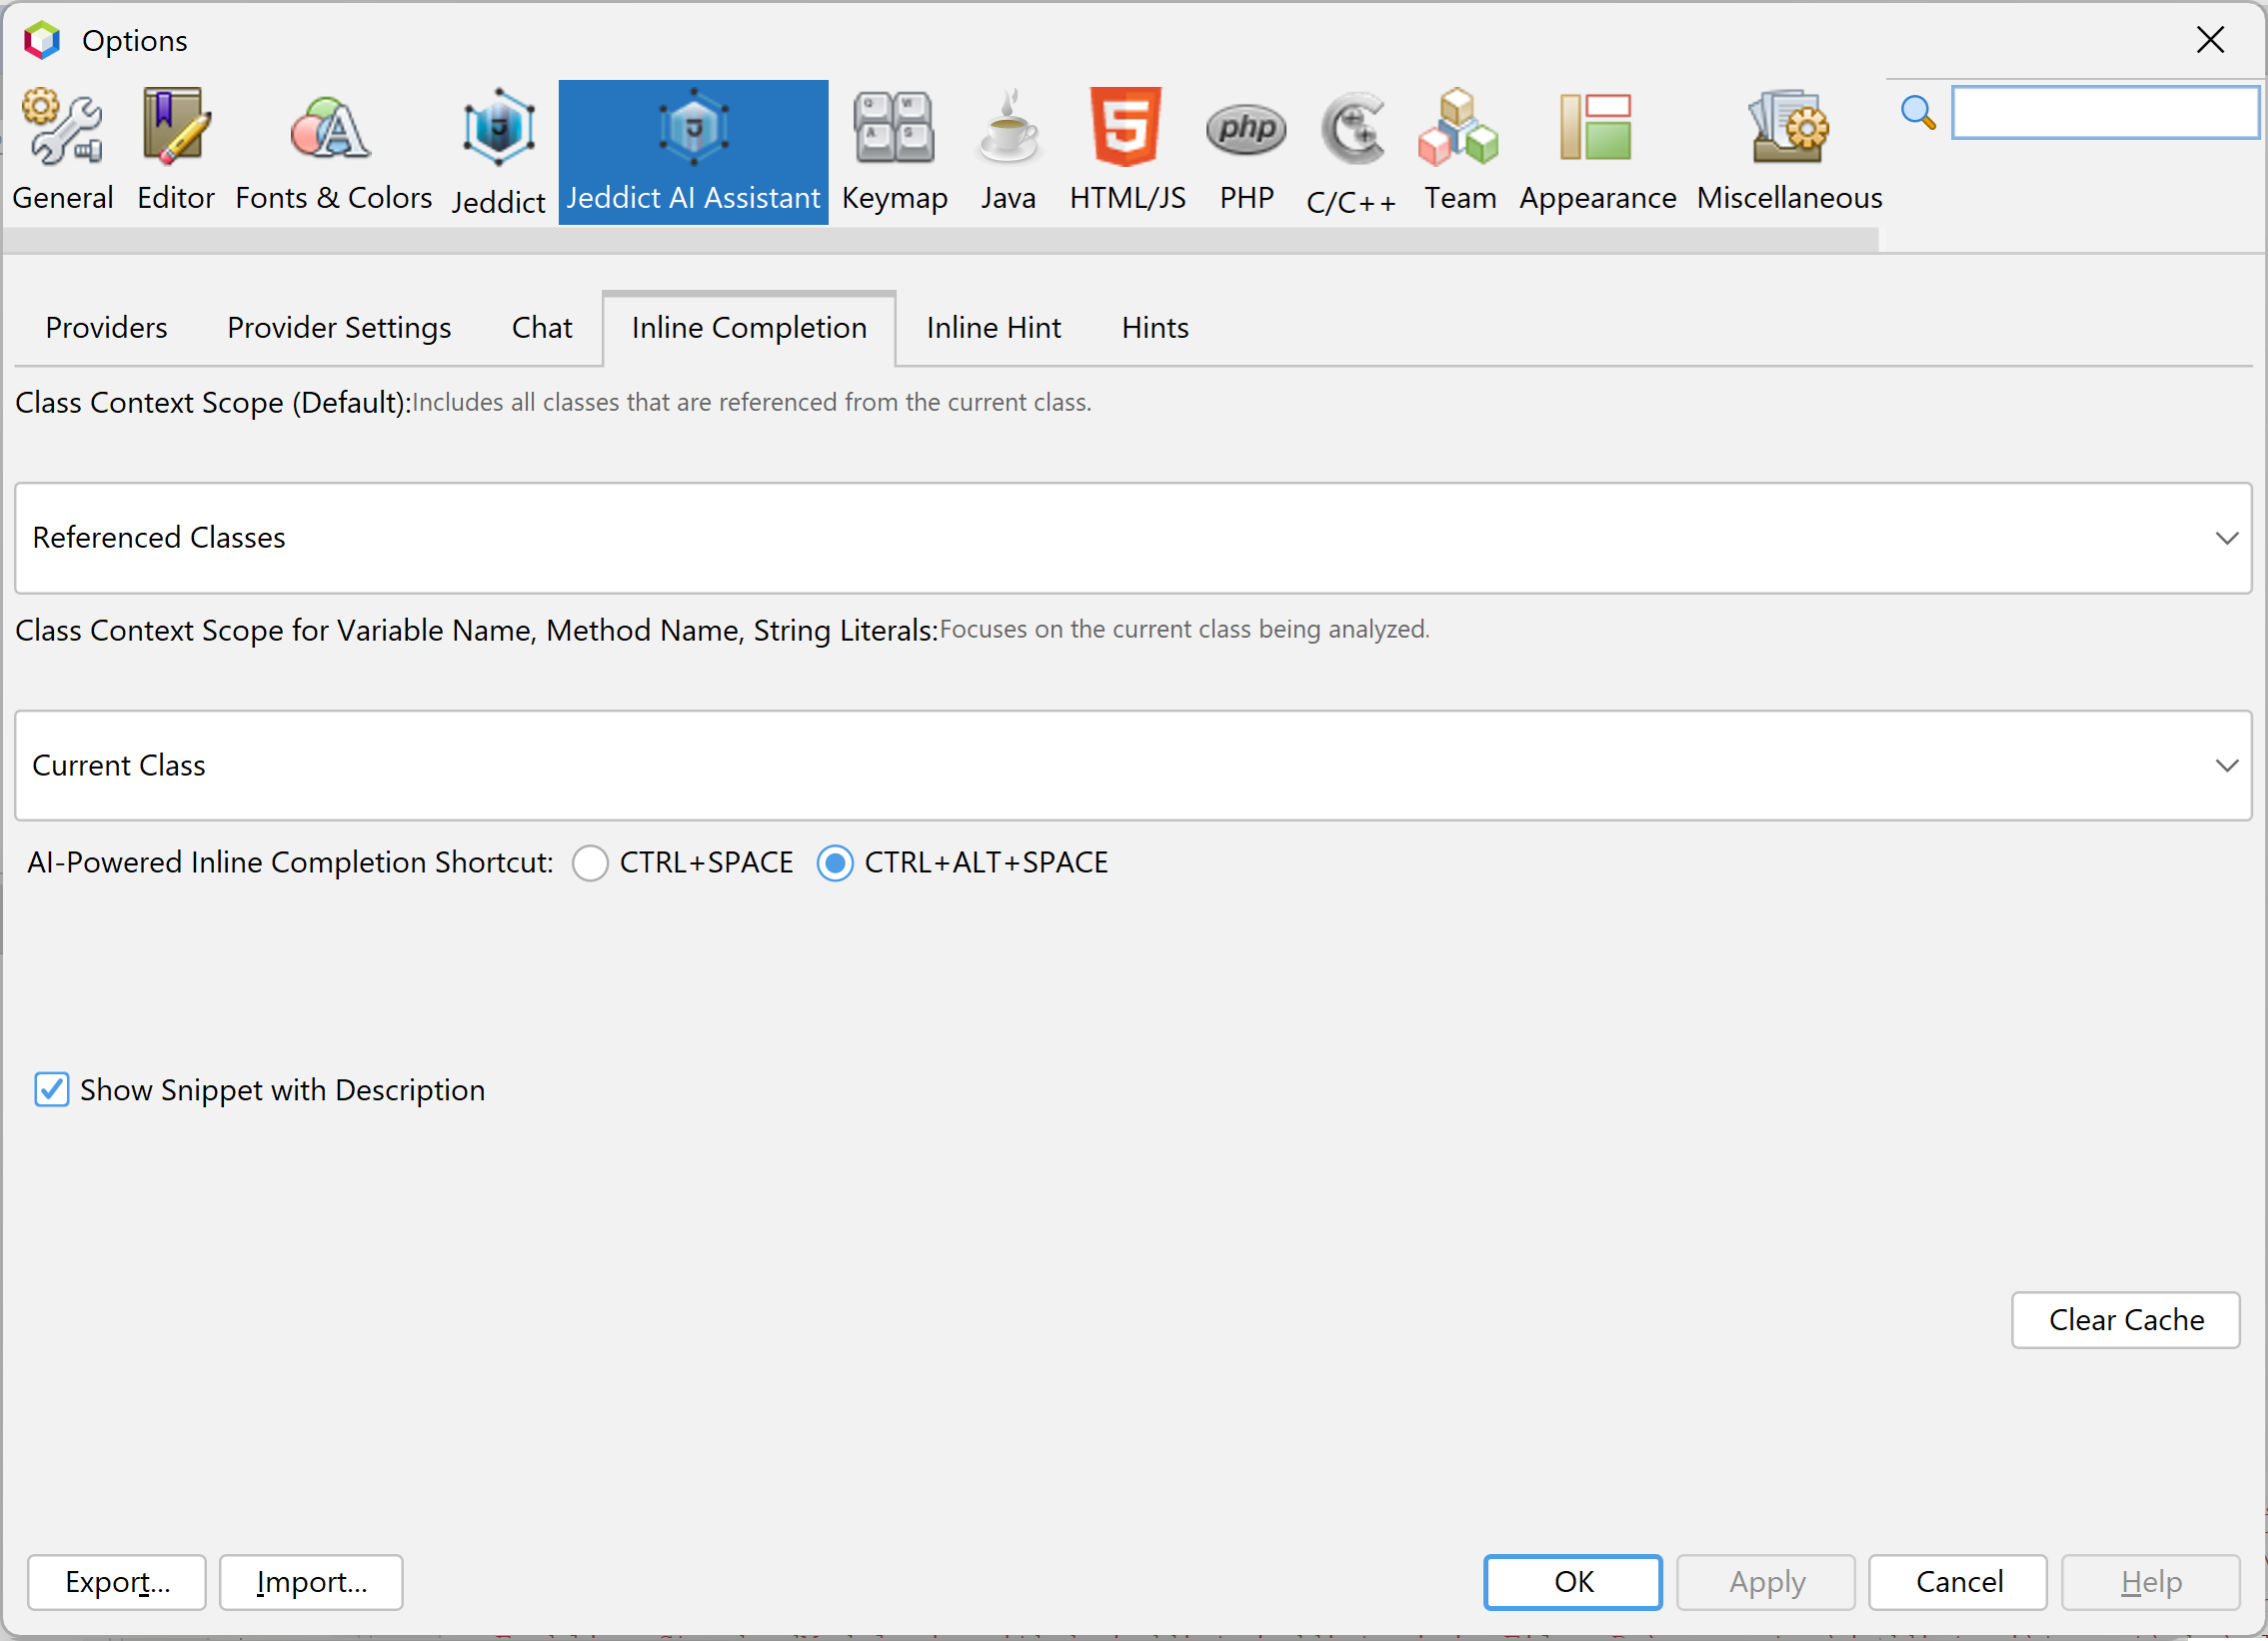 Options
General Editor Fonts & Colors Jeddict Jeddict AI Assistant Keymap Java HTML/JS PHP C/C++ Team Appearance Miscellaneous
Providers Provider Settings Chat Inline Completion Inline Hint Hints
Class Context Scope (Default):Includes all classes that are referenced from the current class.
Referenced Classes
Class Context Scope for Variable Name, Method Name, String Literals:Focuses on the current class being analyzed.
Current Class
AI-Powered Inline Completion Shortcut: CTRL+SPACE CTRL+ALT+SPACE
Show Snippet with Description
Clear Cache
Export... Import... OK Apply Cancel Help